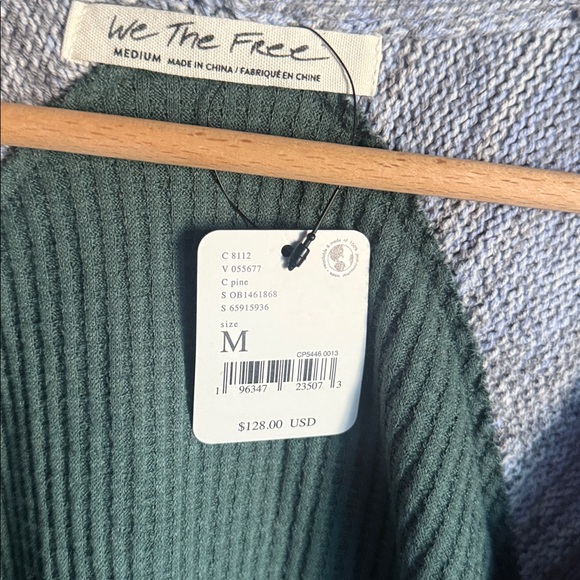 We The Free
MEDIUM MADE IN CHINA / FABRIQUÉ EN CHINE
C 8112
V 055677
C pine
S OB1461868
S 65915936
size
M
CP5446 0013
1 96347 23507 3
$128.00 USD